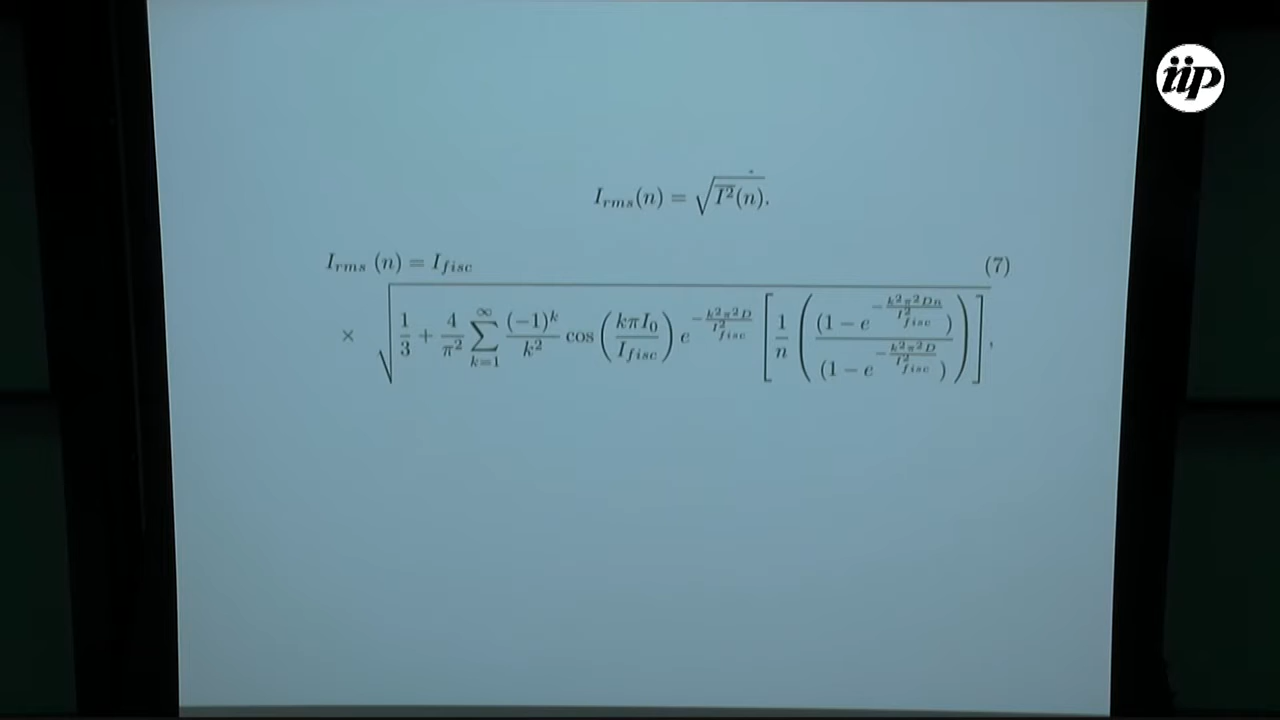 iip
I_{rms}(n) = \sqrt{\overline{I^2}(n)}.
I_{rms}(n) = I_{fisc} (7)
\times \sqrt{\frac{1}{3} + \frac{4}{\pi^2} \sum_{k=1}^{\infty} \frac{(-1)^k}{k^2} \cos\left(\frac{k\pi I_0}{I_{fisc}}\right) e^{-\frac{k^2\pi^2 D}{I_{fisc}^2}} \left[\frac{1}{n}\left(\frac{(1-e^{-\frac{k^2\pi^2 Dn}{I_{fisc}^2}})}{(1-e^{-\frac{k^2\pi^2 D}{I_{fisc}^2}})}\right)\right]},